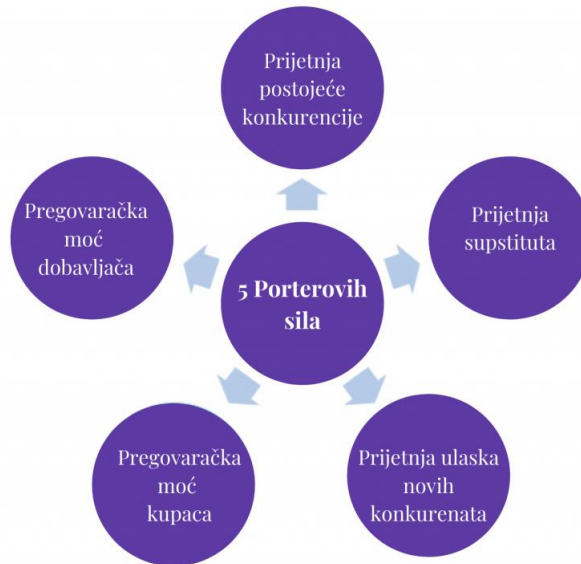 Prijetnja
postojeće
konkurencije
Pregovaračka
moć
dobavljača
Prijetnja
supstituta
5 Porterovih
sila
Pregovaračka
moć
kupaca
Prijetnja ulaska
novih
konkurenata